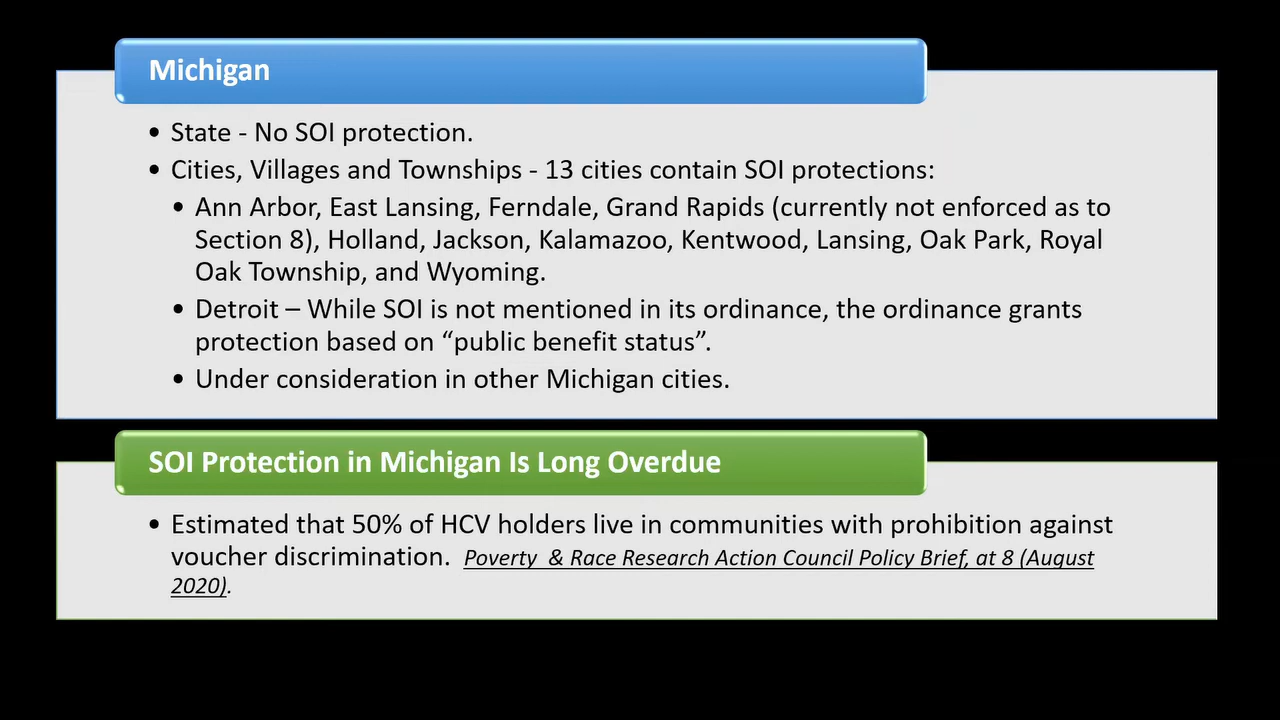 Michigan
• State - No SOI protection.
• Cities, Villages and Townships - 13 cities contain SOI protections:
• Ann Arbor, East Lansing, Ferndale, Grand Rapids (currently not enforced as to
Section 8), Holland, Jackson, Kalamazoo, Kentwood, Lansing, Oak Park, Royal
Oak Township, and Wyoming.
• Detroit – While SOI is not mentioned in its ordinance, the ordinance grants
protection based on “public benefit status”.
• Under consideration in other Michigan cities.
SOI Protection in Michigan Is Long Overdue
• Estimated that 50% of HCV holders live in communities with prohibition against
voucher discrimination. Poverty & Race Research Action Council Policy Brief, at 8 (August
2020).